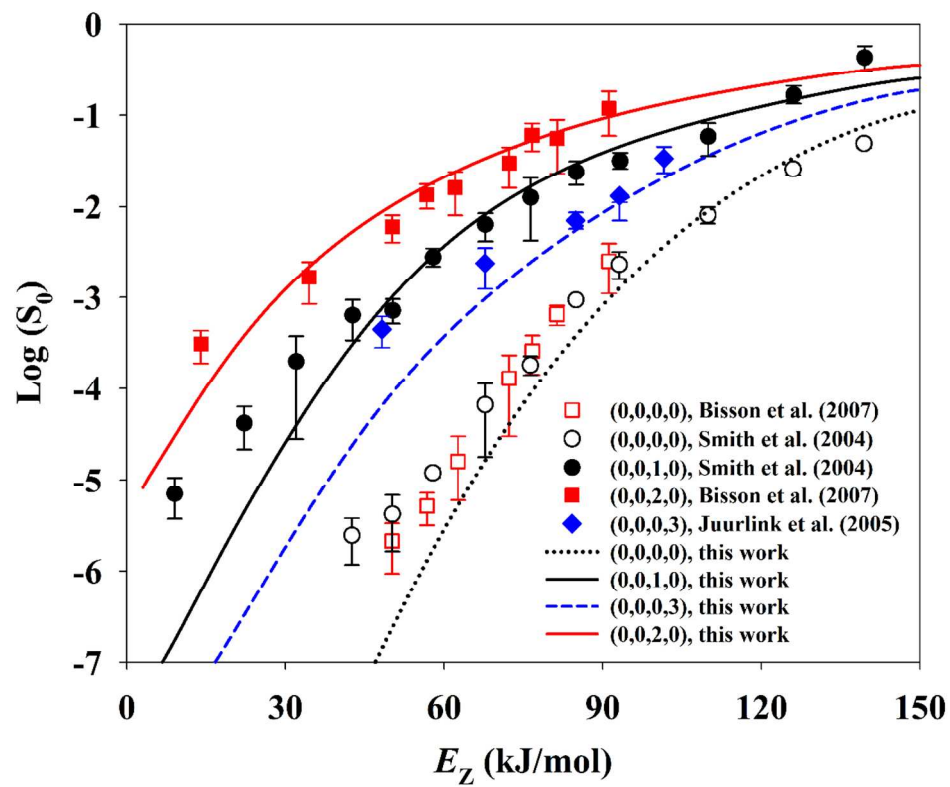 0
-1
-2
-3
-4
-5
-6
-7
Log (S0)
(0,0,0,0), Bisson et al. (2007)
(0,0,0,0), Smith et al. (2004)
(0,0,1,0), Smith et al. (2004)
(0,0,2,0), Bisson et al. (2007)
(0,0,0,3), Juurlink et al. (2005)
(0,0,0,0), this work
(0,0,1,0), this work
(0,0,0,3), this work
(0,0,2,0), this work
0 30 60 90 120 150
EZ (kJ/mol)